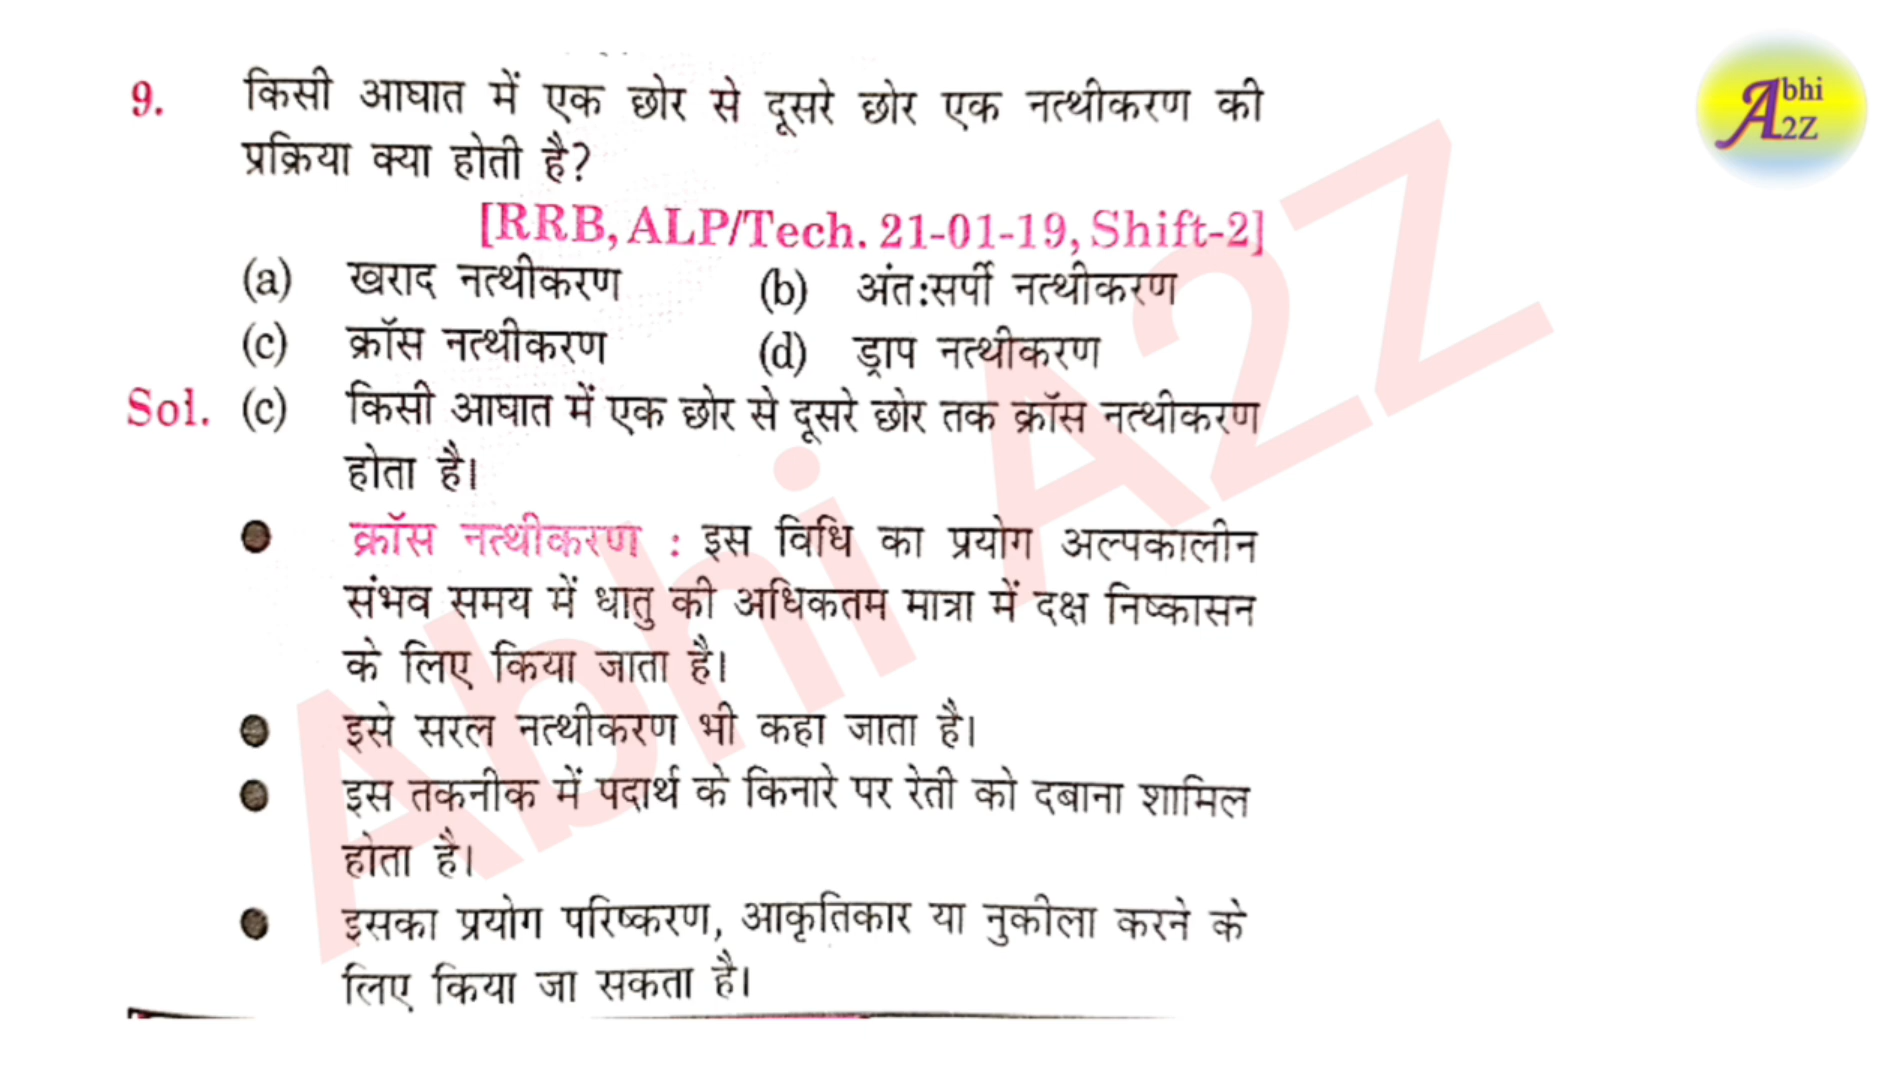 9. किसी आघात में एक छोर से दूसरे छोर एक नत्थीकरण की
प्रक्रिया क्या होती है?
[RRB, ALP/Tech. 21-01-19, Shift-2]
(a) खराद नत्थीकरण (b) अंत:सर्पी नत्थीकरण
(c) क्रॉस नत्थीकरण (d) ड्राप नत्थीकरण
Sol. (c) किसी आघात में एक छोर से दूसरे छोर तक क्रॉस नत्थीकरण
होता है।
● क्रॉस नत्थीकरण : इस विधि का प्रयोग अल्पकालीन
संभव समय में धातु की अधिकतम मात्रा में दक्ष निष्कासन
के लिए किया जाता है।
● इसे सरल नत्थीकरण भी कहा जाता है।
● इस तकनीक में पदार्थ के किनारे पर रेती को दबाना शामिल
होता है।
● इसका प्रयोग परिष्करण, आकृतिकार या नुकीला करने के
लिए किया जा सकता है।
Abhi A2Z
Abhi
A2Z